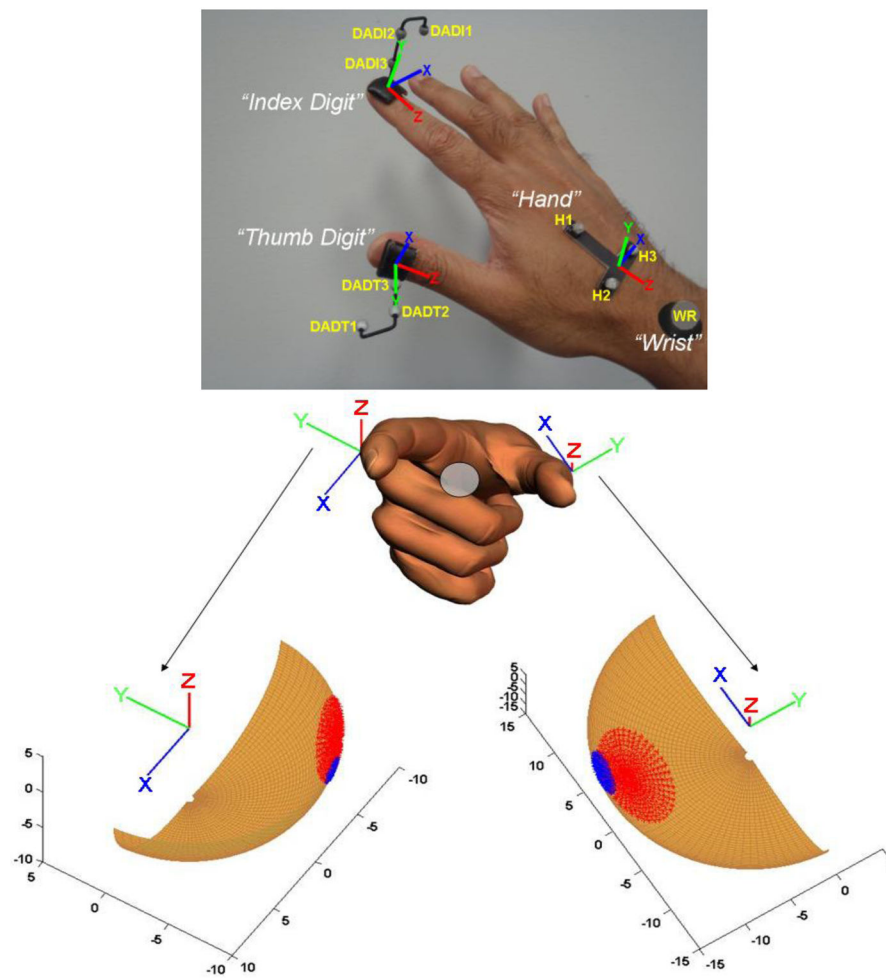 DADI2
DADI1
Y
DADI3
X
“Index Digit”
Z
“Hand”
H1
“Thumb Digit”
X
Y
X
H3
Z
DADT3
Z
Y
H2
DADT2
DADT1
WR
“Wrist”
Z
Y
X
X
Z
Y
Z
Y
X
X
Z
Y
5
0
-5
-10
5
0
-5
-10
10
5
0
-5
-10
5
0
-5
-10
-15
15
10
5
0
-5
-10
-15
-15
-10
-5
0